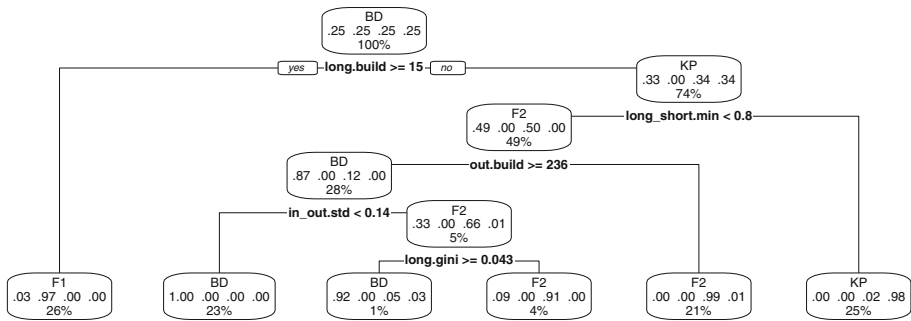 BD
.25 .25 .25 .25
100%
yes long.build >= 15 no
KP
.33 .00 .34 .34
74%
long_short.min < 0.8
F2
.49 .00 .50 .00
49%
out.build >= 236
BD
.87 .00 .12 .00
28%
in_out.std < 0.14
F2
.33 .00 .66 .01
5%
long.gini >= 0.043
F1
.03 .97 .00 .00
26%
BD
1.00 .00 .00 .00
23%
BD
.92 .00 .05 .03
1%
F2
.09 .00 .91 .00
4%
F2
.00 .00 .99 .01
21%
KP
.00 .00 .02 .98
25%